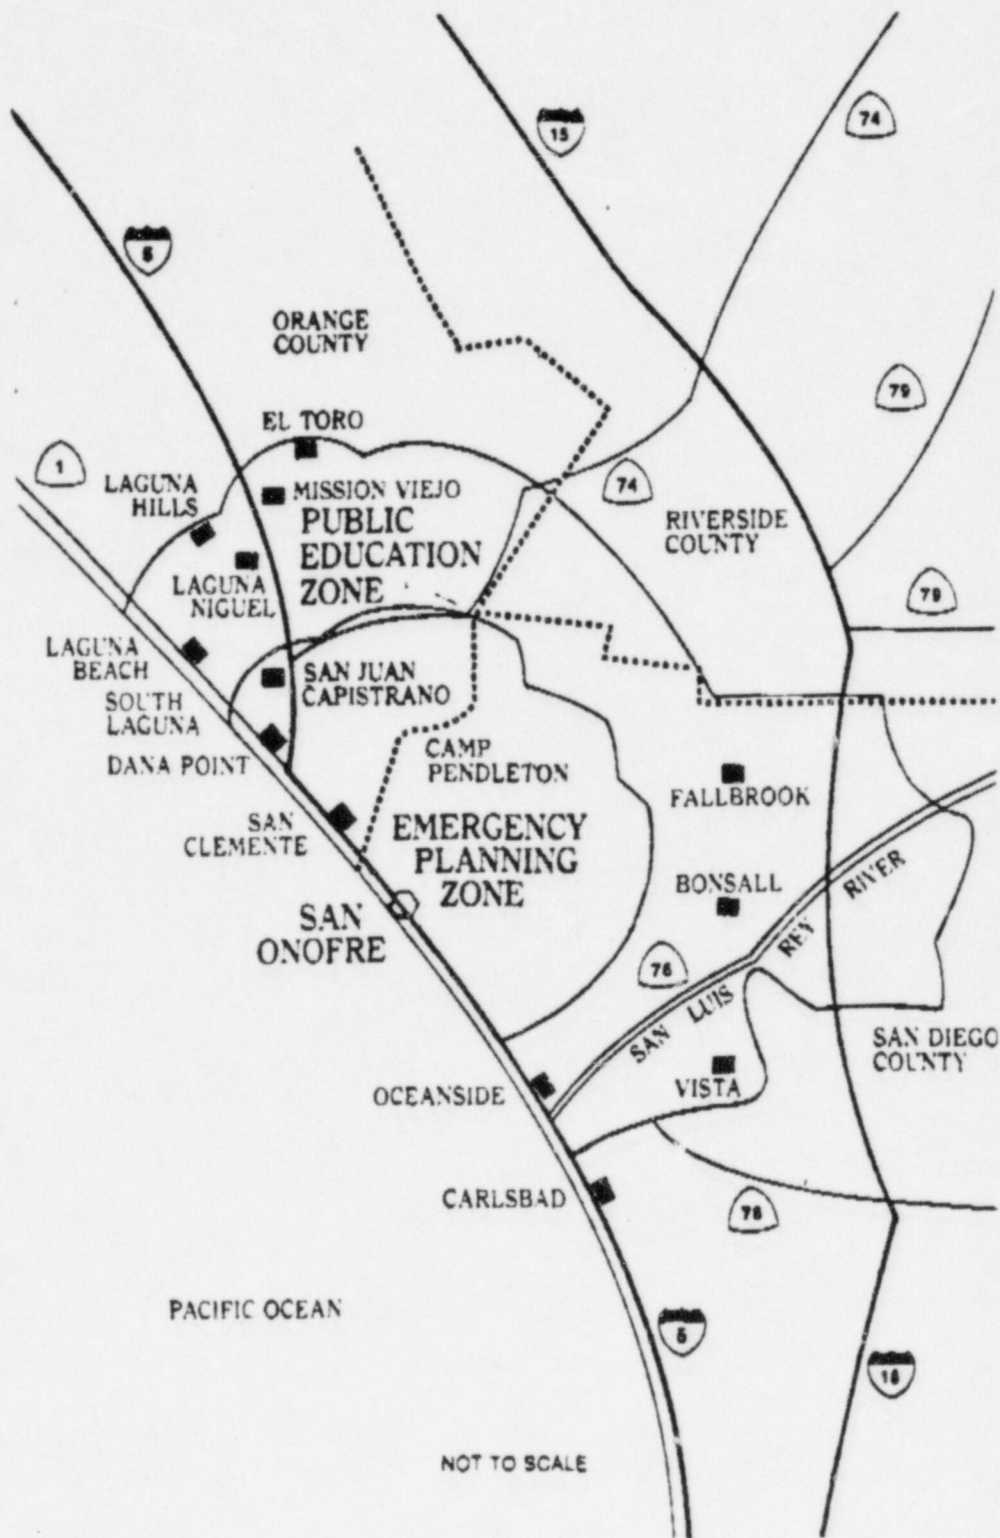 15
74
5
ORANGE
COUNTY
79
EL TORO
1
LAGUNA
HILLS
MISSION VIEJO
74
PUBLIC
EDUCATION
ZONE
RIVERSIDE
COUNTY
LAGUNA
NIGUEL
79
LAGUNA
BEACH
SAN JUAN
CAPISTRANO
SOUTH
LAGUNA
DANA POINT
CAMP
PENDLETON
FALLBROOK
SAN
CLEMENTE
EMERGENCY
PLANNING
ZONE
BONSALL
SAN
ONOFRE
76
SAN LUIS REY RIVER
SAN DIEGO
COUNTY
OCEANSIDE
VISTA
CARLSBAD
78
PACIFIC OCEAN
5
15
NOT TO SCALE